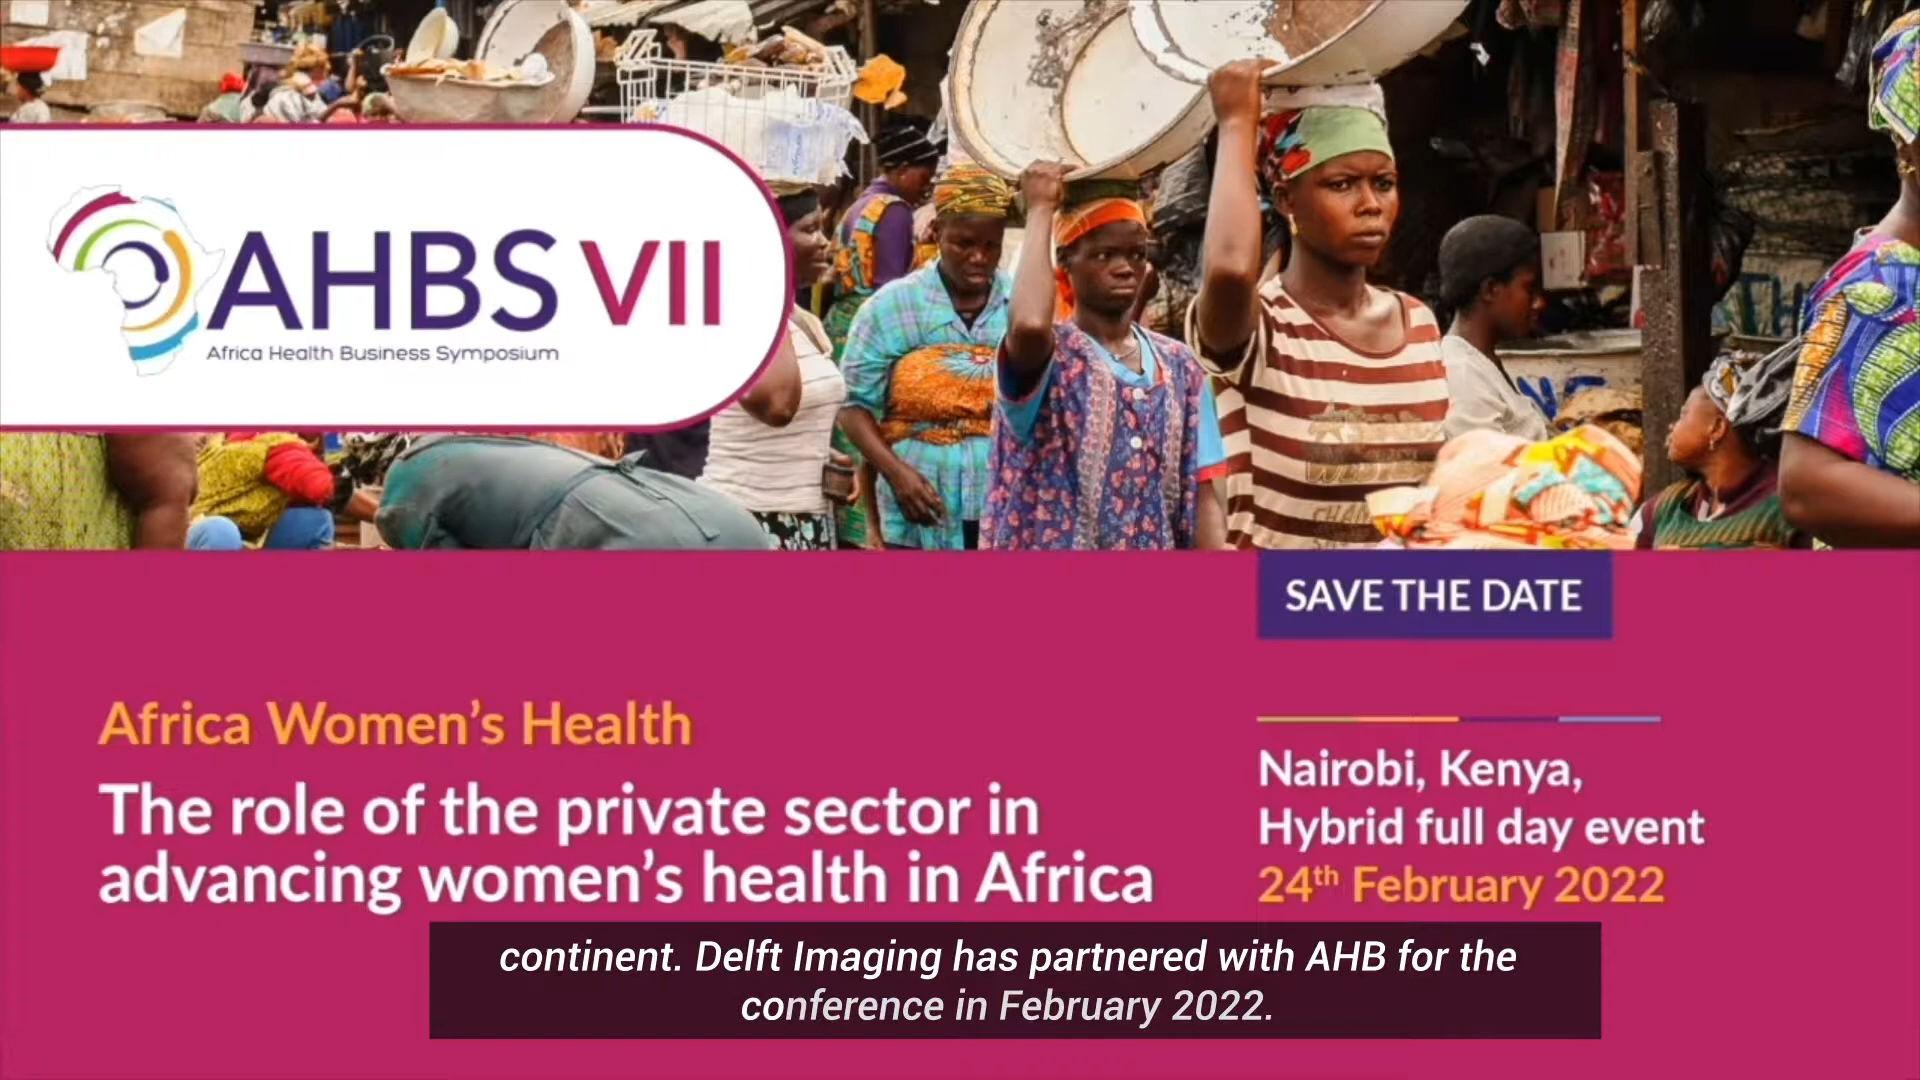 AHBS VII
Africa Health Business Symposium
SAVE THE DATE
Africa Women's Health
The role of the private sector in
advancing women's health in Africa
Nairobi, Kenya,
Hybrid full day event
24th February 2022
continent. Delft Imaging has partnered with AHB for the
conference in February 2022.